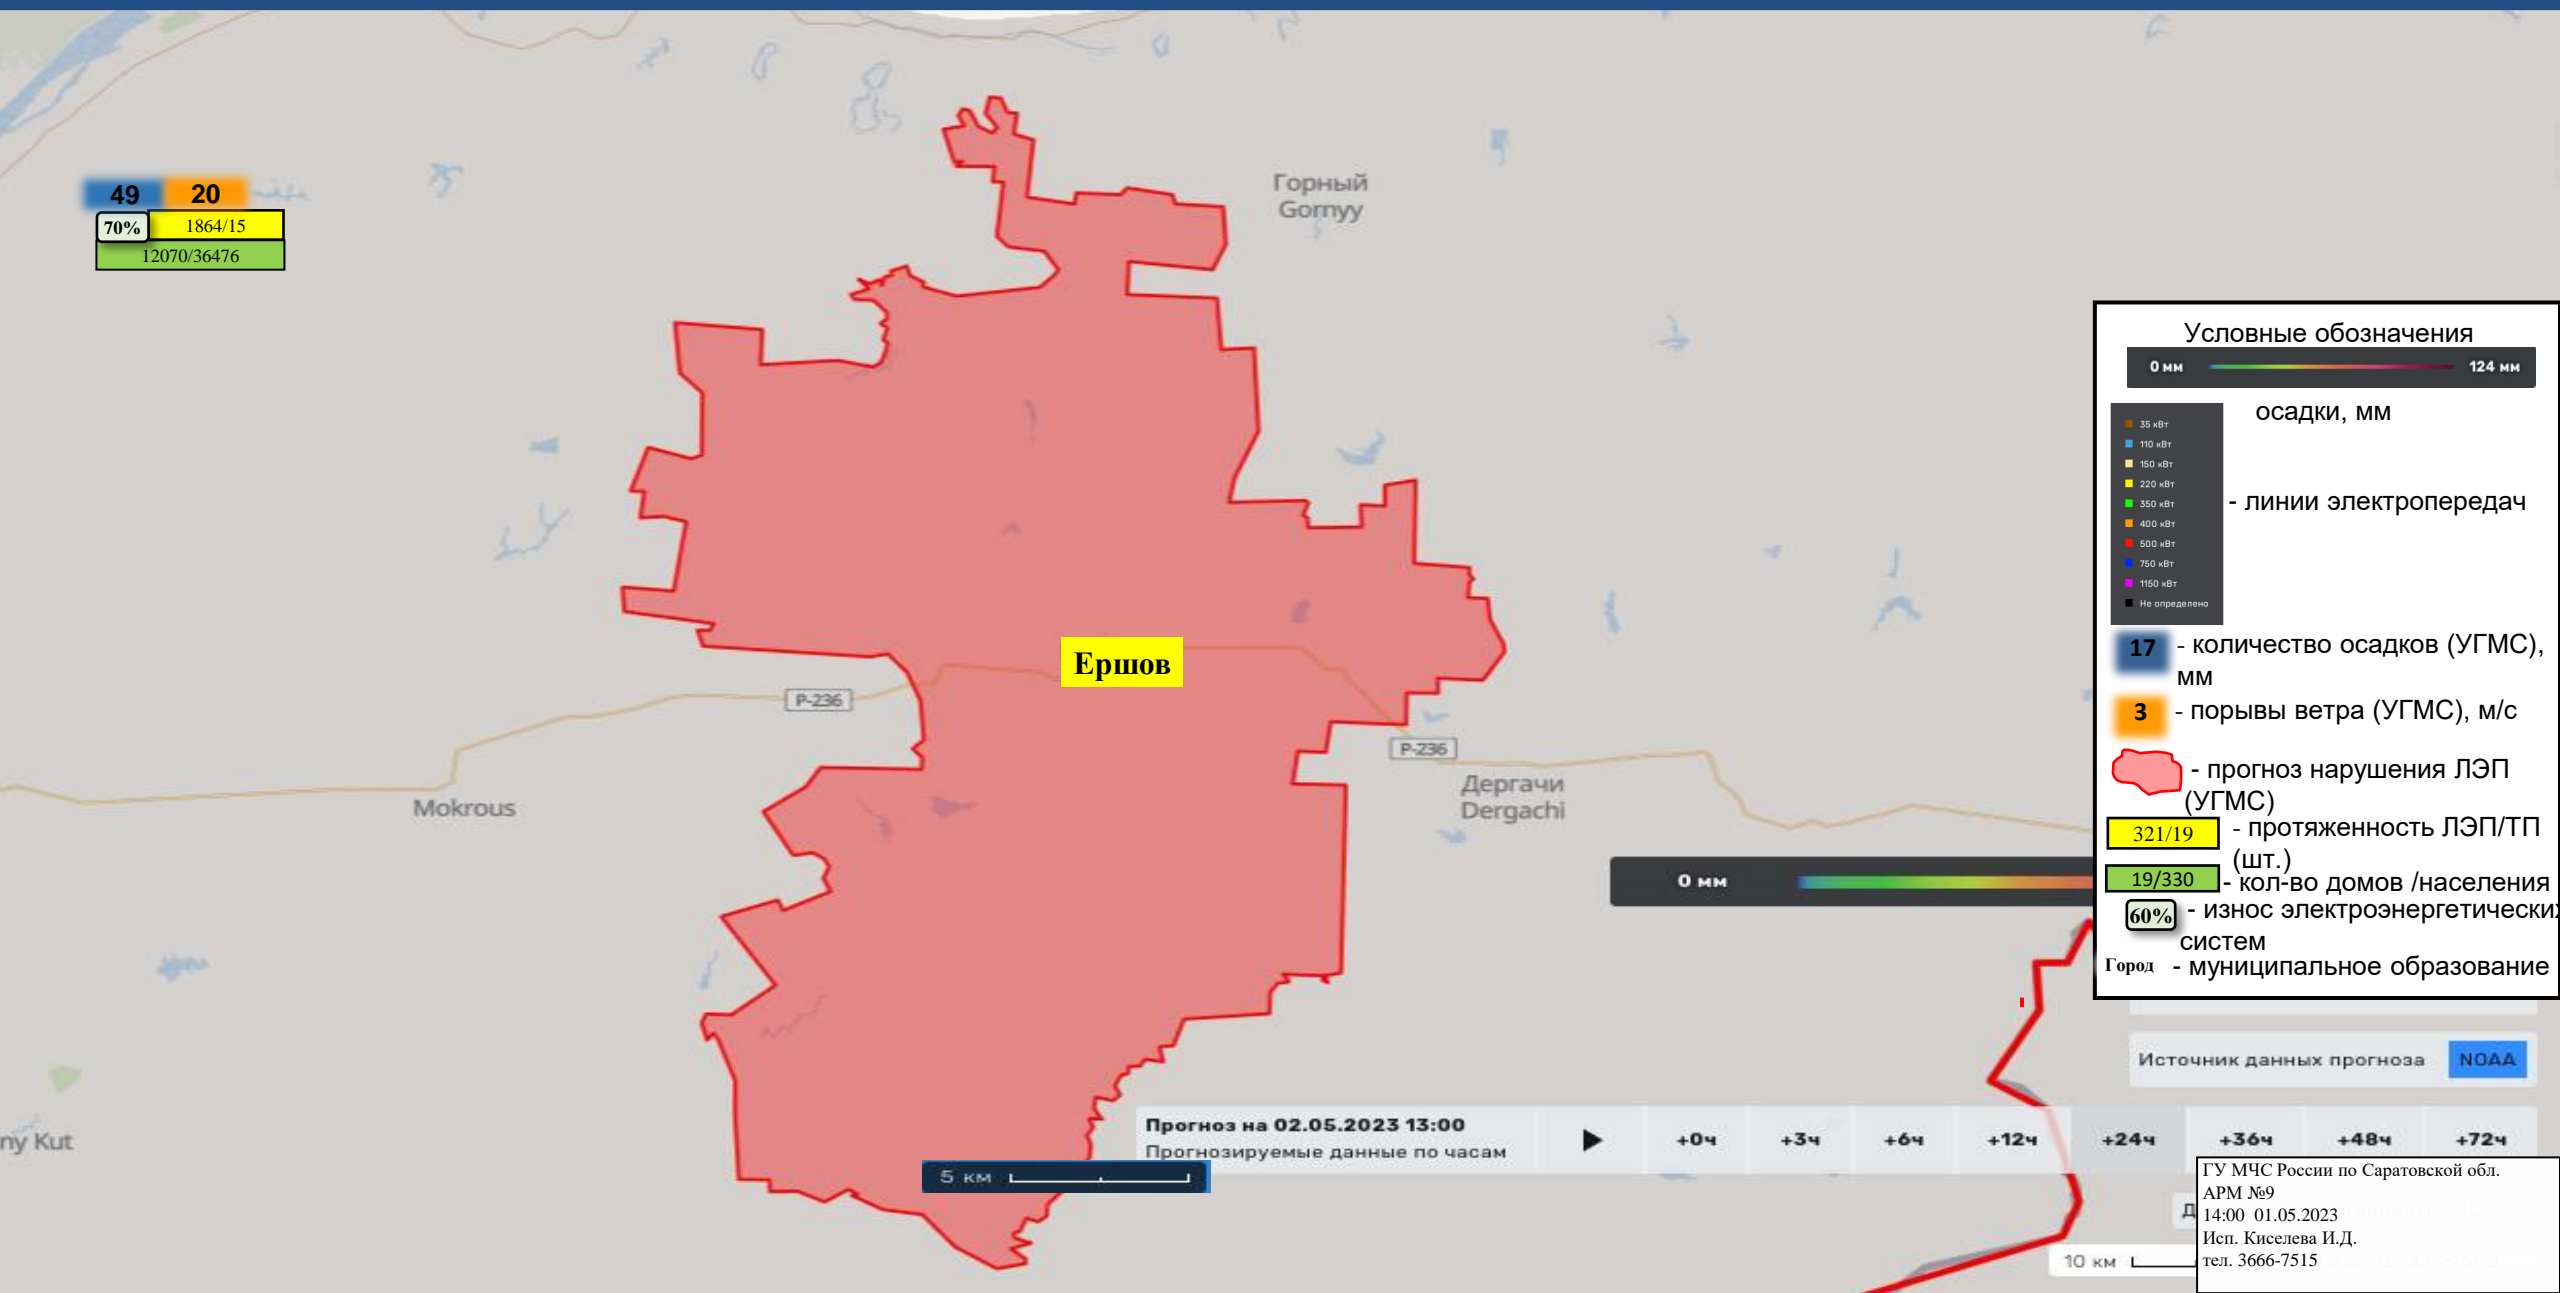 49 20
70% 1864/15
12070/36476
Горный
Gornyy
Ершов
P-236
P-236
Mokrous
Дергачи
Dergachi
ny Kut
Условные обозначения
0 мм 124 мм
осадки, мм
35 кВт
110 кВт
150 кВт
220 кВт
350 кВт
400 кВт
500 кВт
750 кВт
1150 кВт
Не определено
- линии электропередач
17 - количество осадков (УГМС),
мм
3 - порывы ветра (УГМС), м/с
- прогноз нарушения ЛЭП
(УГМС)
321/19 - протяженность ЛЭП/ТП
(шт.)
19/330 - кол-во домов /населения
60% - износ электроэнергетических
систем
Город - муниципальное образование
0 мм
Источник данных прогноза NOAA
Прогноз на 02.05.2023 13:00
Прогнозируемые данные по часам
+0ч +3ч +6ч +12ч +24ч +36ч +48ч +72ч
5 км
10 км
ГУ МЧС России по Саратовской обл.
АРМ №9
14:00 01.05.2023
Исп. Киселева И.Д.
тел. 3666-7515